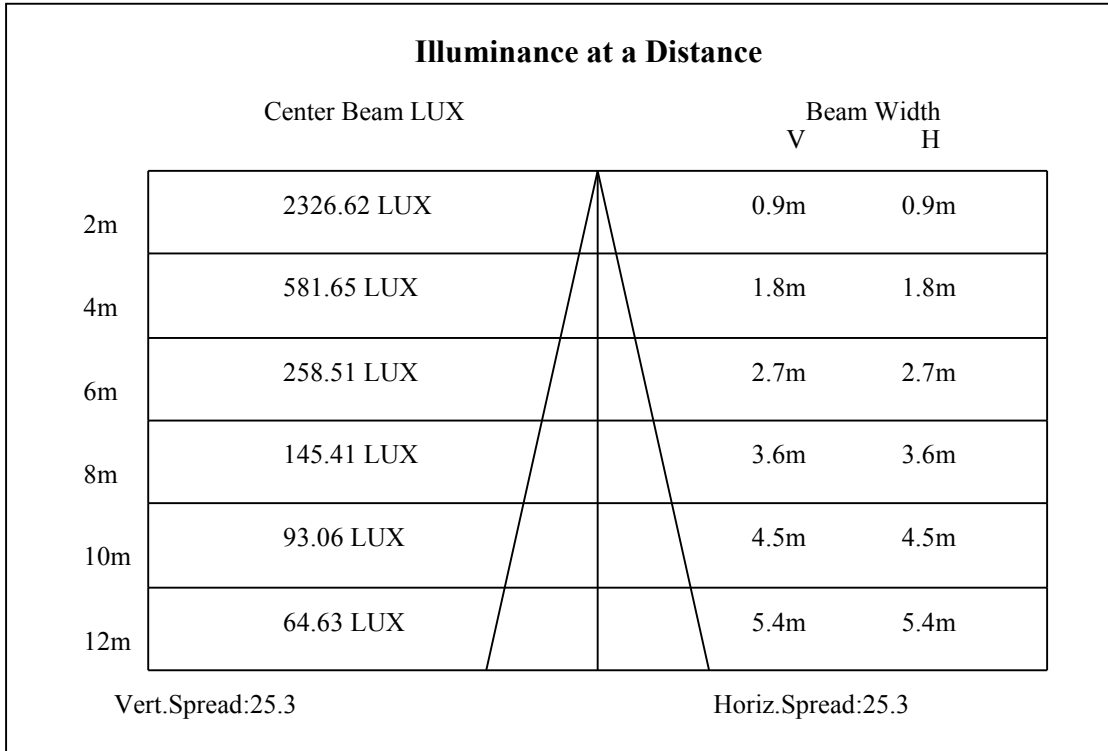 Illuminance at a Distance
Center Beam LUX Beam Width
V H
2m 2326.62 LUX 0.9m 0.9m
4m 581.65 LUX 1.8m 1.8m
6m 258.51 LUX 2.7m 2.7m
8m 145.41 LUX 3.6m 3.6m
10m 93.06 LUX 4.5m 4.5m
12m 64.63 LUX 5.4m 5.4m
Vert.Spread:25.3 Horiz.Spread:25.3